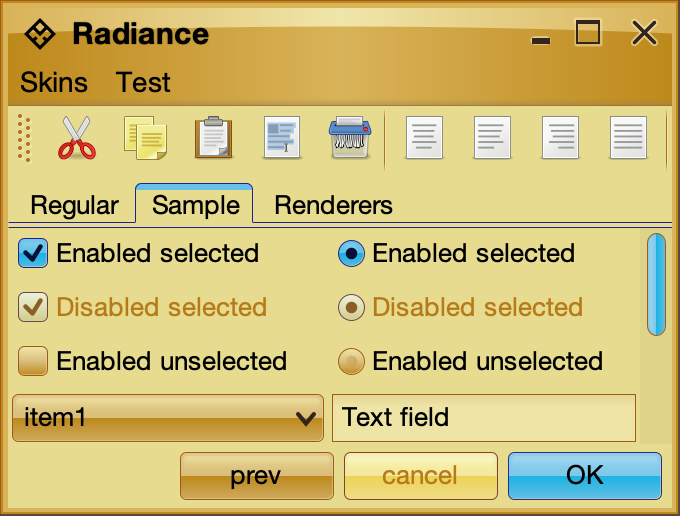 Radiance
Skins Test
Regular Sample Renderers
Enabled selected Enabled selected
Disabled selected Disabled selected
Enabled unselected Enabled unselected
item1 Text field
prev cancel OK